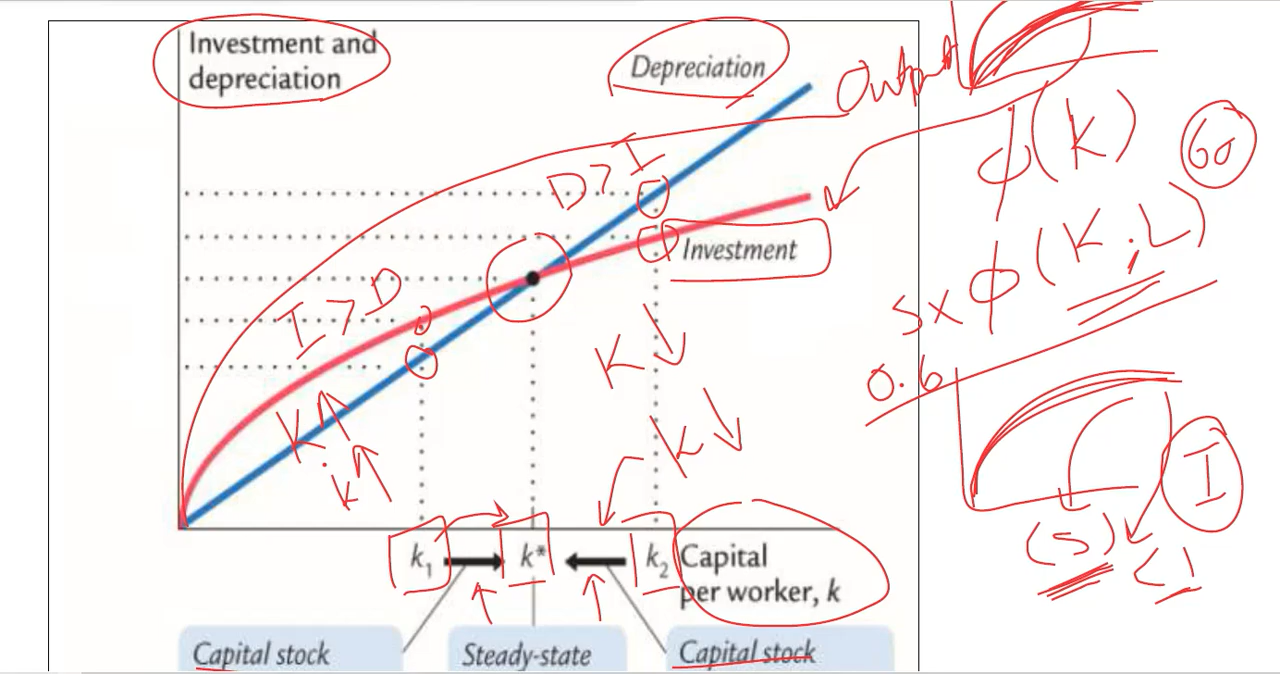 Investment and
depreciation
Depreciation
Output
ϕ(K)
60
D > I
Investment
ϕ(K, L)
S x
I > D
K↓
0.6
K↑
k↑
k↓
I
(S)
< 1
k₁
k*
k₂
Capital
per worker, k
Capital stock
Steady-state
Capital stock